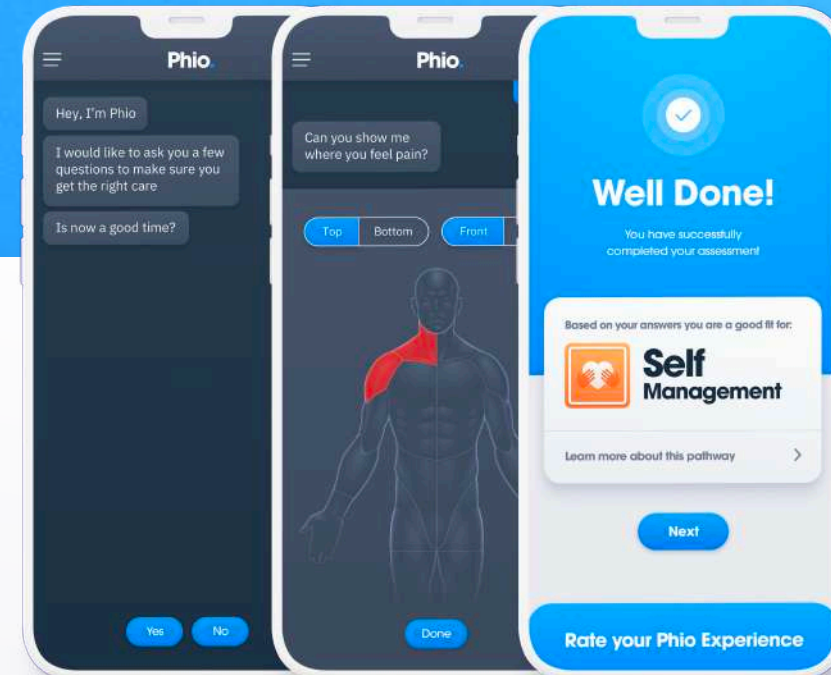 Phio.
Hey, I'm Phio
I would like to ask you a few
questions to make sure you
get the right care
Is now a good time?
Yes
No
Phio.
Can you show me
where you feel pain?
Top
Bottom
Front
Done
Well Done!
You have successfully
completed your assessment
Based on your answers you are a good fit for:
Self
Management
Learn more about this pathway
Next
Rate your Phio Experience